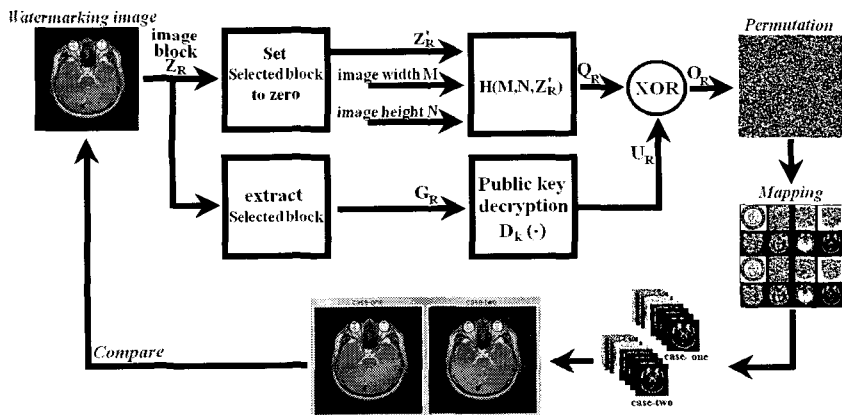 Watermarking image
image
block
Z_R
Set
Selected block
to zero
Z'_R
image width M
image height N
H(M,N,Z'_R)
Q_R
XOR
O_R
Permutation
U_R
extract
Selected block
G_R
Public key
decryption
D_k (·)
Mapping
case-one
case-two
case- one
case-two
Compare